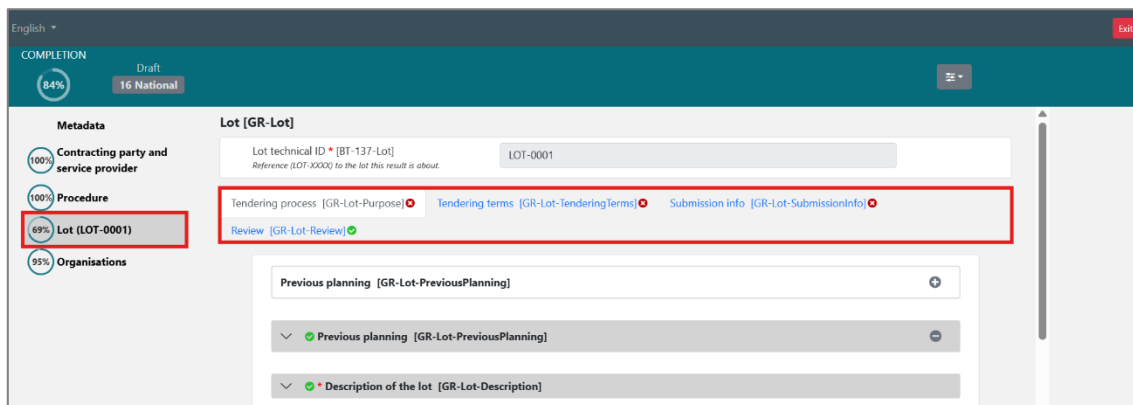 English
Exit
COMPLETION
84%
Draft
16 National
Metadata
100%
Contracting party and
service provider
100%
Procedure
69%
Lot (LOT-0001)
95%
Organisations
Lot [GR-Lot]
Lot technical ID * [BT-137-Lot]
Reference (LOT-XXXX) to the lot this result is about.
LOT-0001
Tendering process [GR-Lot-Purpose]
Tendering terms [GR-Lot-TenderingTerms]
Submission info [GR-Lot-SubmissionInfo]
Review [GR-Lot-Review]
Previous planning [GR-Lot-PreviousPlanning]
Previous planning [GR-Lot-PreviousPlanning]
* Description of the lot [GR-Lot-Description]